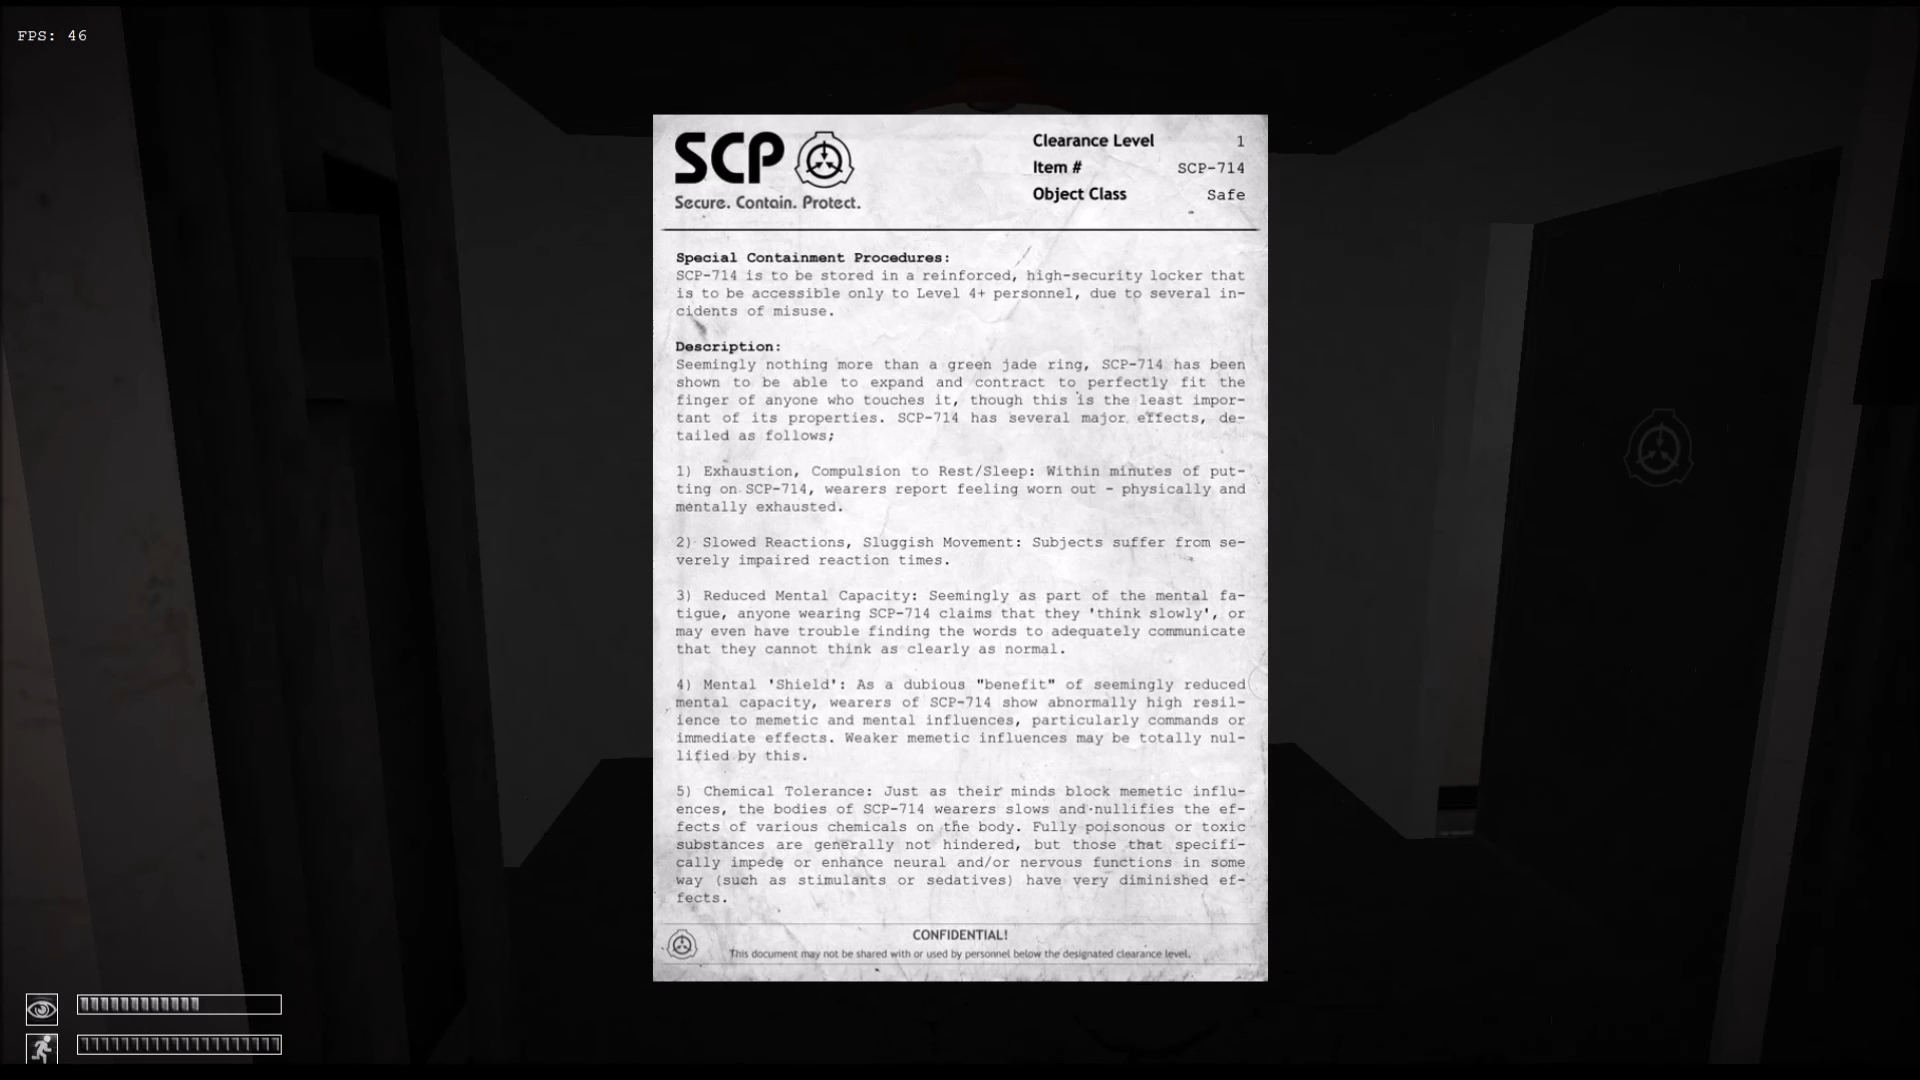 FPS: 46
SCP
Secure. Contain. Protect.
Clearance Level 1
Item # SCP-714
Object Class Safe
Special Containment Procedures:
SCP-714 is to be stored in a reinforced, high-security locker that
is to be accessible only to Level 4+ personnel, due to several in-
cidents of misuse.
Description:
Seemingly nothing more than a green jade ring, SCP-714 has been
shown to be able to expand and contract to perfectly fit the
finger of anyone who touches it, though this is the least impor-
tant of its properties. SCP-714 has several major effects, de-
tailed as follows;
1) Exhaustion, Compulsion to Rest/Sleep: Within minutes of put-
ting on SCP-714, wearers report feeling worn out - physically and
mentally exhausted.
2) Slowed Reactions, Sluggish Movement: Subjects suffer from se-
verely impaired reaction times.
3) Reduced Mental Capacity: Seemingly as part of the mental fa-
tigue, anyone wearing SCP-714 claims that they 'think slowly', or
may even have trouble finding the words to adequately communicate
that they cannot think as clearly as normal.
4) Mental 'Shield': As a dubious "benefit" of seemingly reduced
mental capacity, wearers of SCP-714 show abnormally high resil-
ience to memetic and mental influences, particularly commands or
immediate effects. Weaker memetic influences may be totally nul-
lified by this.
5) Chemical Tolerance: Just as their minds block memetic influ-
ences, the bodies of SCP-714 wearers slows and nullifies the ef-
fects of various chemicals on the body. Fully poisonous or toxic
substances are generally not hindered, but those that specifi-
cally impede or enhance neural and/or nervous functions in some
way (such as stimulants or sedatives) have very diminished ef-
fects.
CONFIDENTIAL!
This document may not be shared with or used by personnel below the designated clearance level.